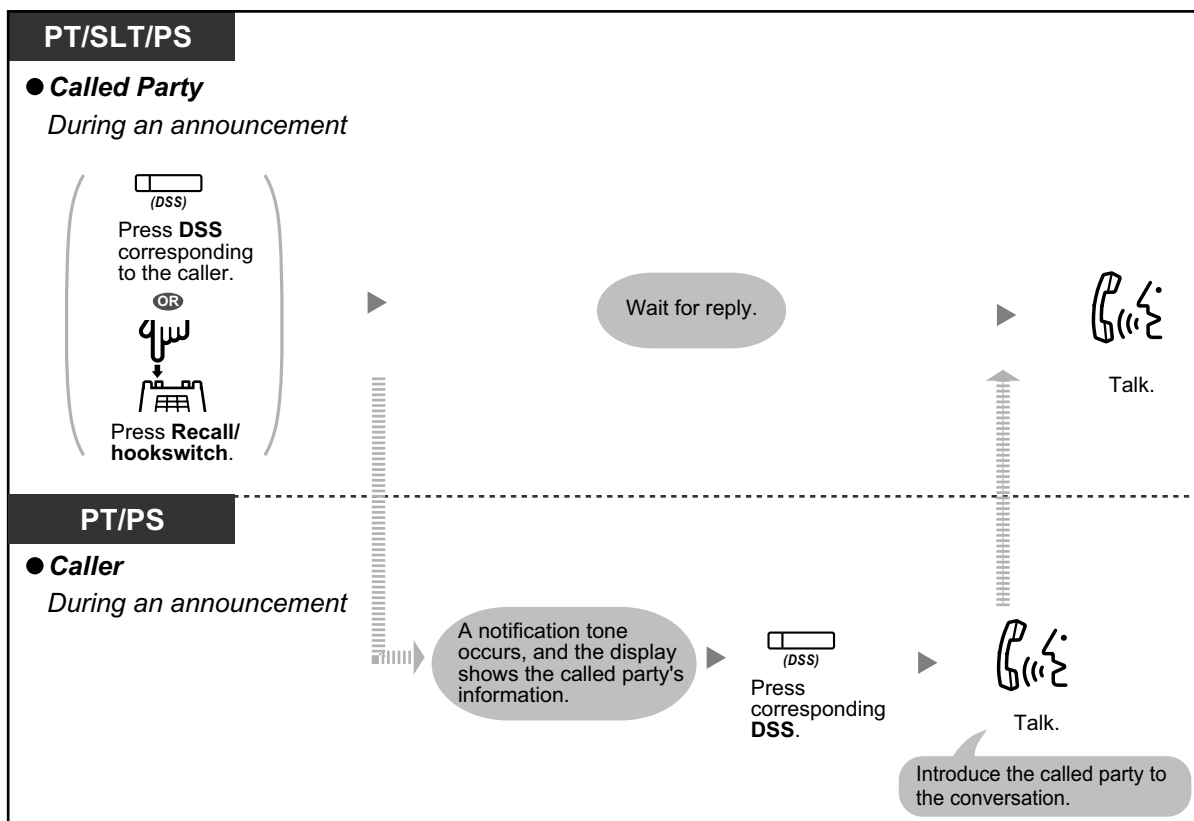 PT/SLT/PS
● Called Party
During an announcement
(DSS)
Press DSS
corresponding
to the caller.
OR
Press Recall/
hookswitch.
Wait for reply.
Talk.
PT/PS
● Caller
During an announcement
A notification tone
occurs, and the display
shows the called party's
information.
(DSS)
Press
corresponding
DSS.
Talk.
Introduce the called party to
the conversation.